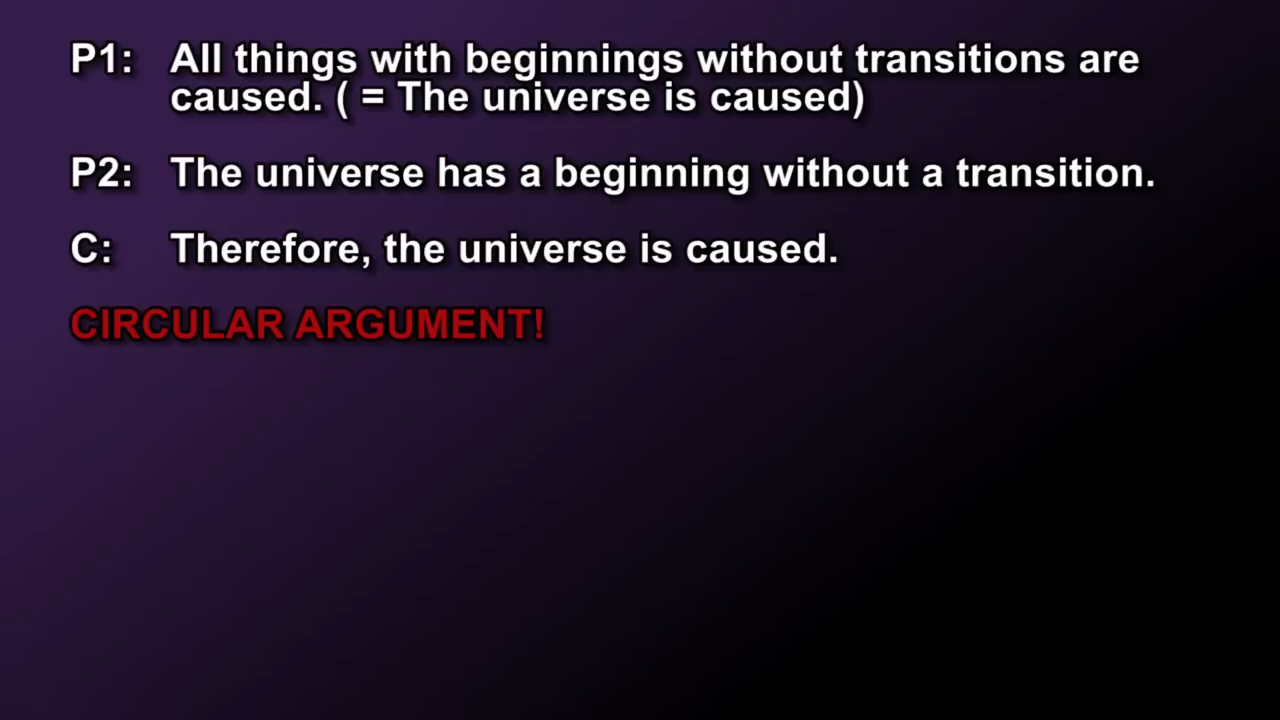 P1: All things with beginnings without transitions are
caused. ( = The universe is caused)
P2: The universe has a beginning without a transition.
C: Therefore, the universe is caused.
CIRCULAR ARGUMENT!